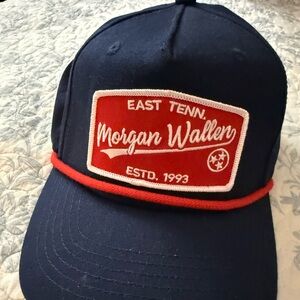 EAST TENN.
Morgan Wallen
ESTD. 1993